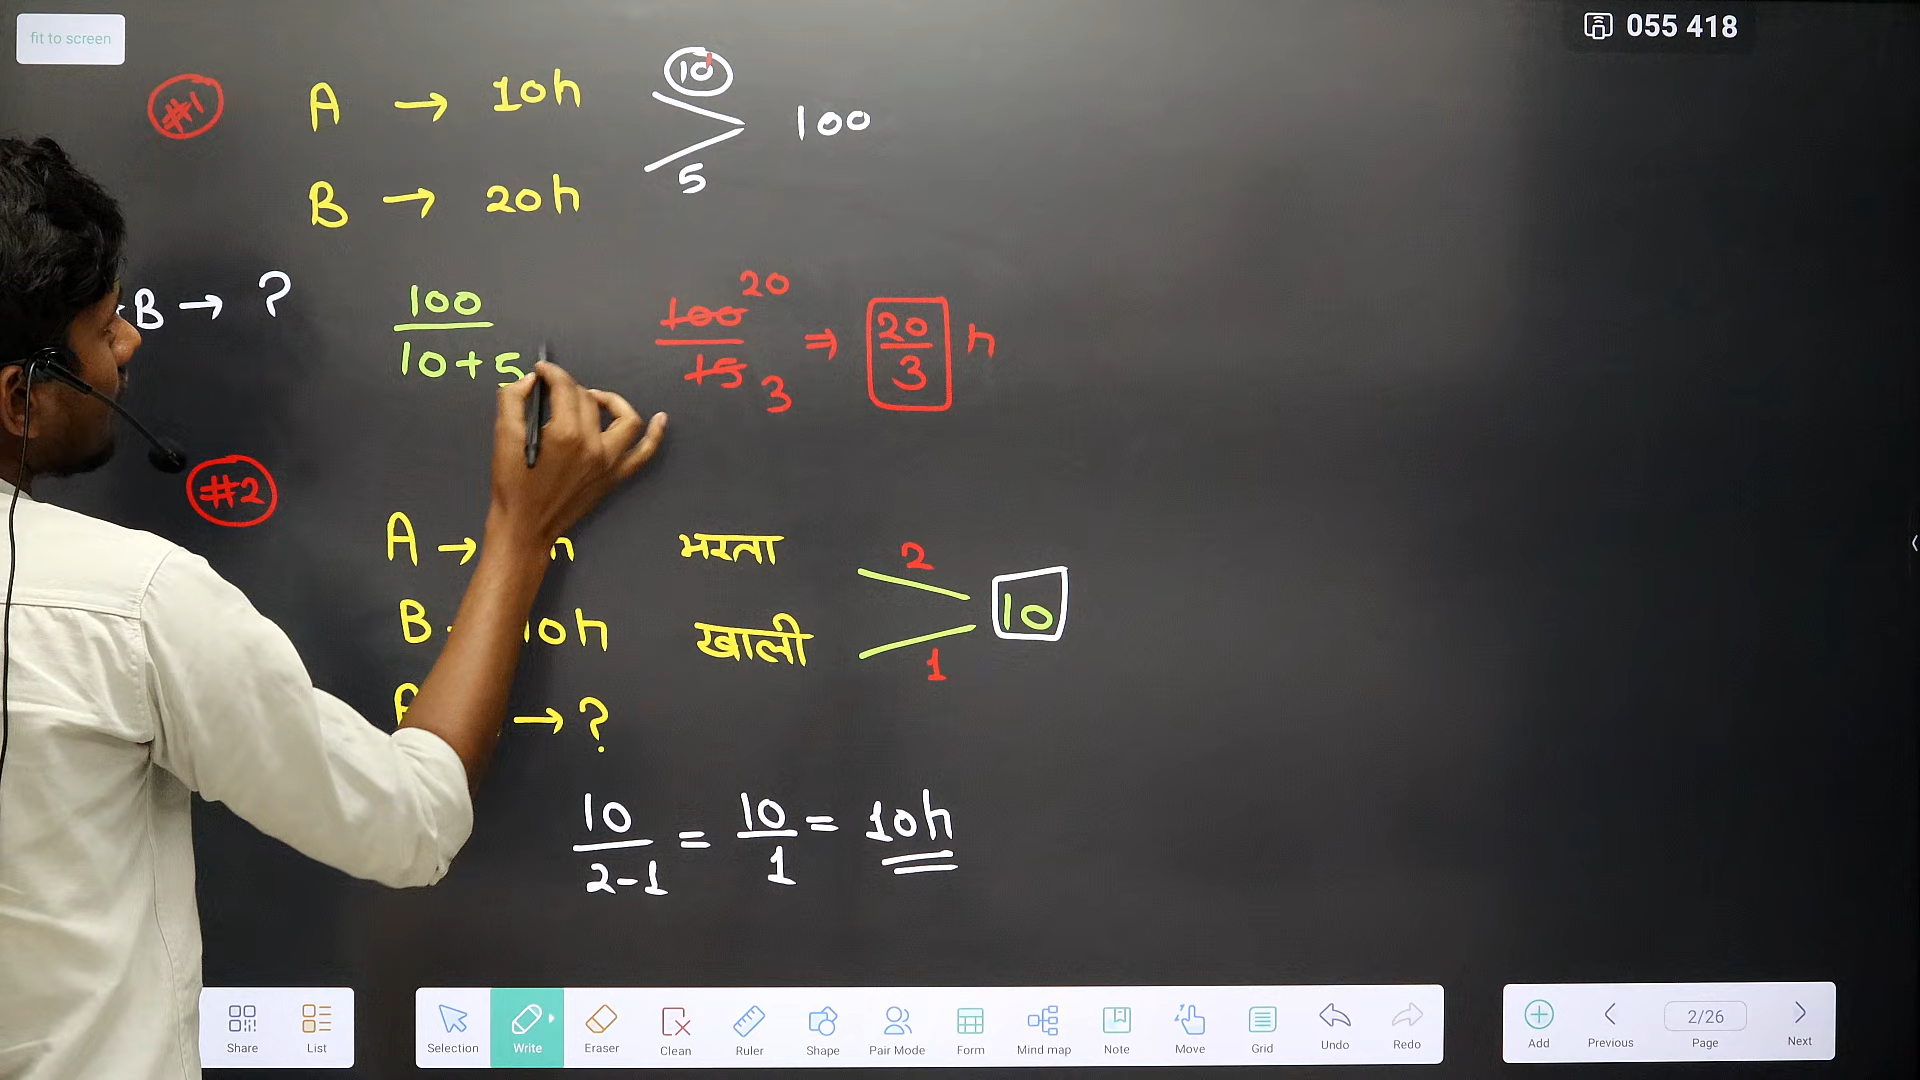 fit to screen
055 418
#1
A → 10h
10
100
B → 20h
5
B → ?
100
10+5
100 20
15 3
⇒ 20/3 h
#2
A → h भरता
2
B 10h खाली
1
10
→ ?
10/2-1 = 10/1 = 10h
Share
List
Selection
Write
Eraser
Clean
Ruler
Shape
Pair Mode
Form
Mind map
Note
Move
Grid
Undo
Redo
Add
Previous
2/26
Page
Next